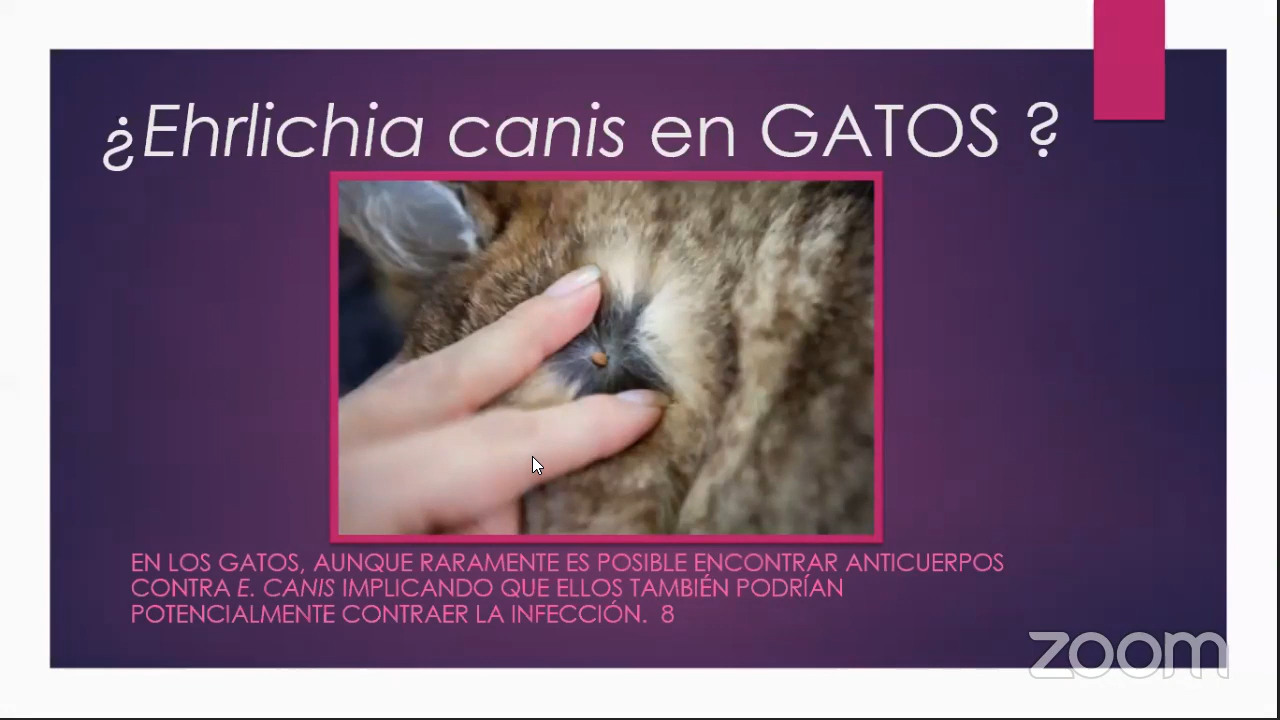 ¿Ehrlichia canis en GATOS ?
EN LOS GATOS, AUNQUE RARAMENTE ES POSIBLE ENCONTRAR ANTICUERPOS
CONTRA E. CANIS IMPLICANDO QUE ELLOS TAMBIÉN PODRÍAN
POTENCIALMENTE CONTRAER LA INFECCIÓN. 8
zoom